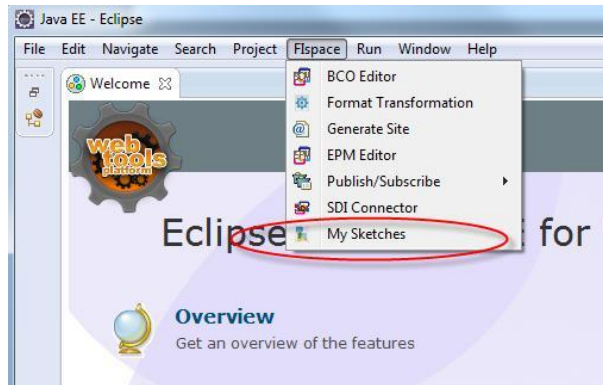 Java EE - Eclipse
File Edit Navigate Search Project FIspace Run Window Help
Welcome
BCO Editor
Format Transformation
Generate Site
EPM Editor
Publish/Subscribe
SDI Connector
My Sketches
web
tools
platform
Eclipse E for
Overview
Get an overview of the features